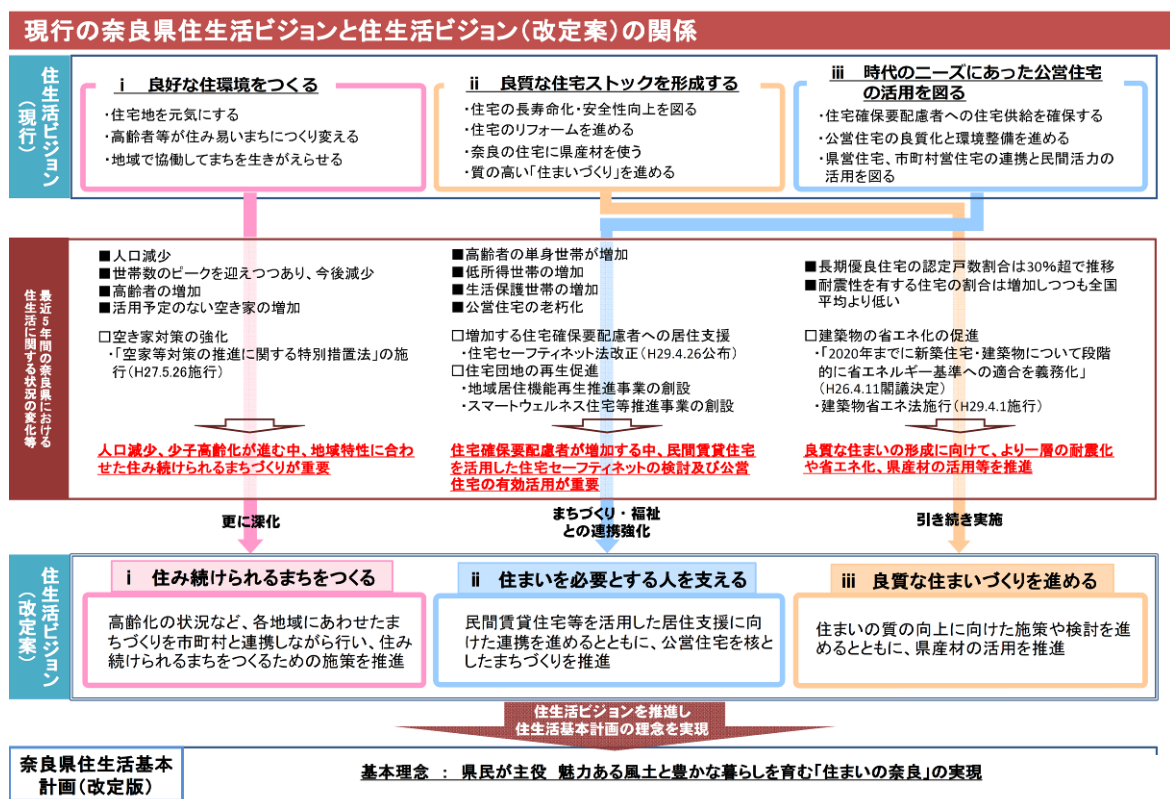 現行の奈良県住生活ビジョンと住生活ビジョン（改定案）の関係
住生活ビジョン（現行）
ⅰ　良好な住環境をつくる
・住宅地を元気にする
・高齢者等が住み易いまちにつくり変える
・地域で協働してまちを生きがえらせる
ⅱ　良質な住宅ストックを形成する
・住宅の長寿命化・安全性向上を図る
・住宅のリフォームを進める
・奈良の住宅に県産材を使う
・質の高い「住まいづくり」を進める
ⅲ　時代のニーズにあった公営住宅
の活用を図る
・住宅確保要配慮者への住宅供給を確保する
・公営住宅の良質化と環境整備を進める
・県営住宅、市町村営住宅の連携と民間活力の
活用を図る
最近5年間の奈良県における
住生活に関する状況の変化等
■人口減少
■世帯数のピークを迎えつつあり、今後減少
■高齢者の増加
■活用予定のない空き家の増加
□空き家対策の強化
・「空家等対策の推進に関する特別措置法」の施
行（H27.5.26施行）
人口減少、少子高齢化が進む中、地域特性に合わ
せた住み続けられるまちづくりが重要
■高齢者の単身世帯が増加
■低所得世帯の増加
■生活保護世帯の増加
■公営住宅の老朽化
□増加する住宅確保要配慮者への居住支援
・住宅セーフティネット法改正（H29.4.26公布）
□住宅団地の再生促進
・地域居住機能再生推進事業の創設
・スマートウェルネス住宅等推進事業の創設
住宅確保要配慮者が増加する中、民間賃貸住宅
を活用した住宅セーフティネットの検討及び公営
住宅の有効活用が重要
■長期優良住宅の認定戸数割合は30％超で推移
■耐震性を有する住宅の割合は増加しつつも全国
平均より低い
□建築物の省エネ化の促進
・「2020年までに新築住宅・建築物について段階
的に省エネルギー基準への適合を義務化」
（H26.4.11閣議決定）
・建築物省エネ法施行（H29.4.1施行）
良質な住まいの形成に向けて、より一層の耐震化
や省エネ化、県産材の活用等を推進
更に深化
まちづくり・福祉
との連携強化
引き続き実施
住生活ビジョン（改定案）
ⅰ　住み続けられるまちをつくる
高齢化の状況など、各地域にあわせたま
ちづくりを市町村と連携しながら行い、住み
続けられるまちをつくるための施策を推進
ⅱ　住まいを必要とする人を支える
民間賃貸住宅等を活用した居住支援に向
けた連携を進めるとともに、公営住宅を核と
したまちづくりを推進
ⅲ　良質な住まいづくりを進める
住まいの質の向上に向けた施策や検討を進
めるとともに、県産材の活用を推進
住生活ビジョンを推進し
住生活基本計画の理念を実現
奈良県住生活基本
計画（改定版）
基本理念　：　県民が主役　魅力ある風土と豊かな暮らしを育む「住まいの奈良」の実現